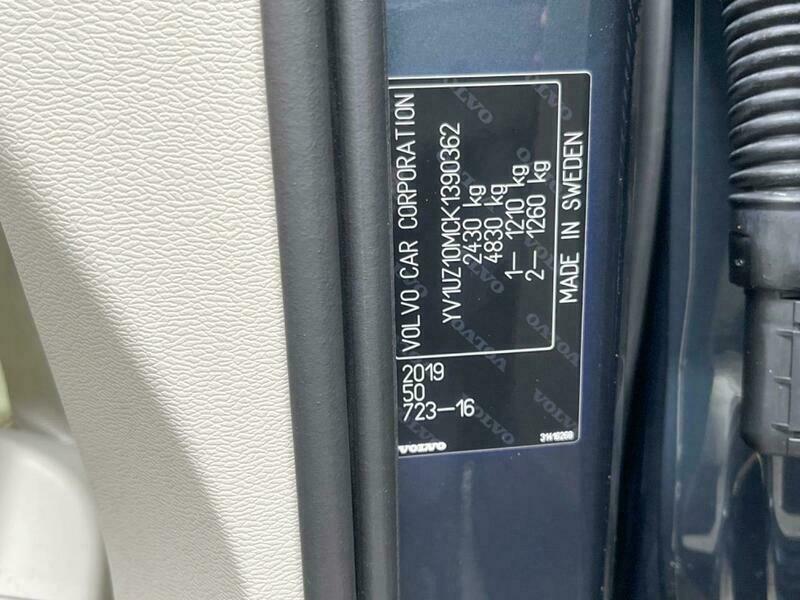 VOLVO CAR CORPORATION
YV1UZ10MCK1390362
2430 kg
4830 kg
1– 1210 kg
2– 1260 kg
MADE IN SWEDEN
2019
50
723–16
VOLVO